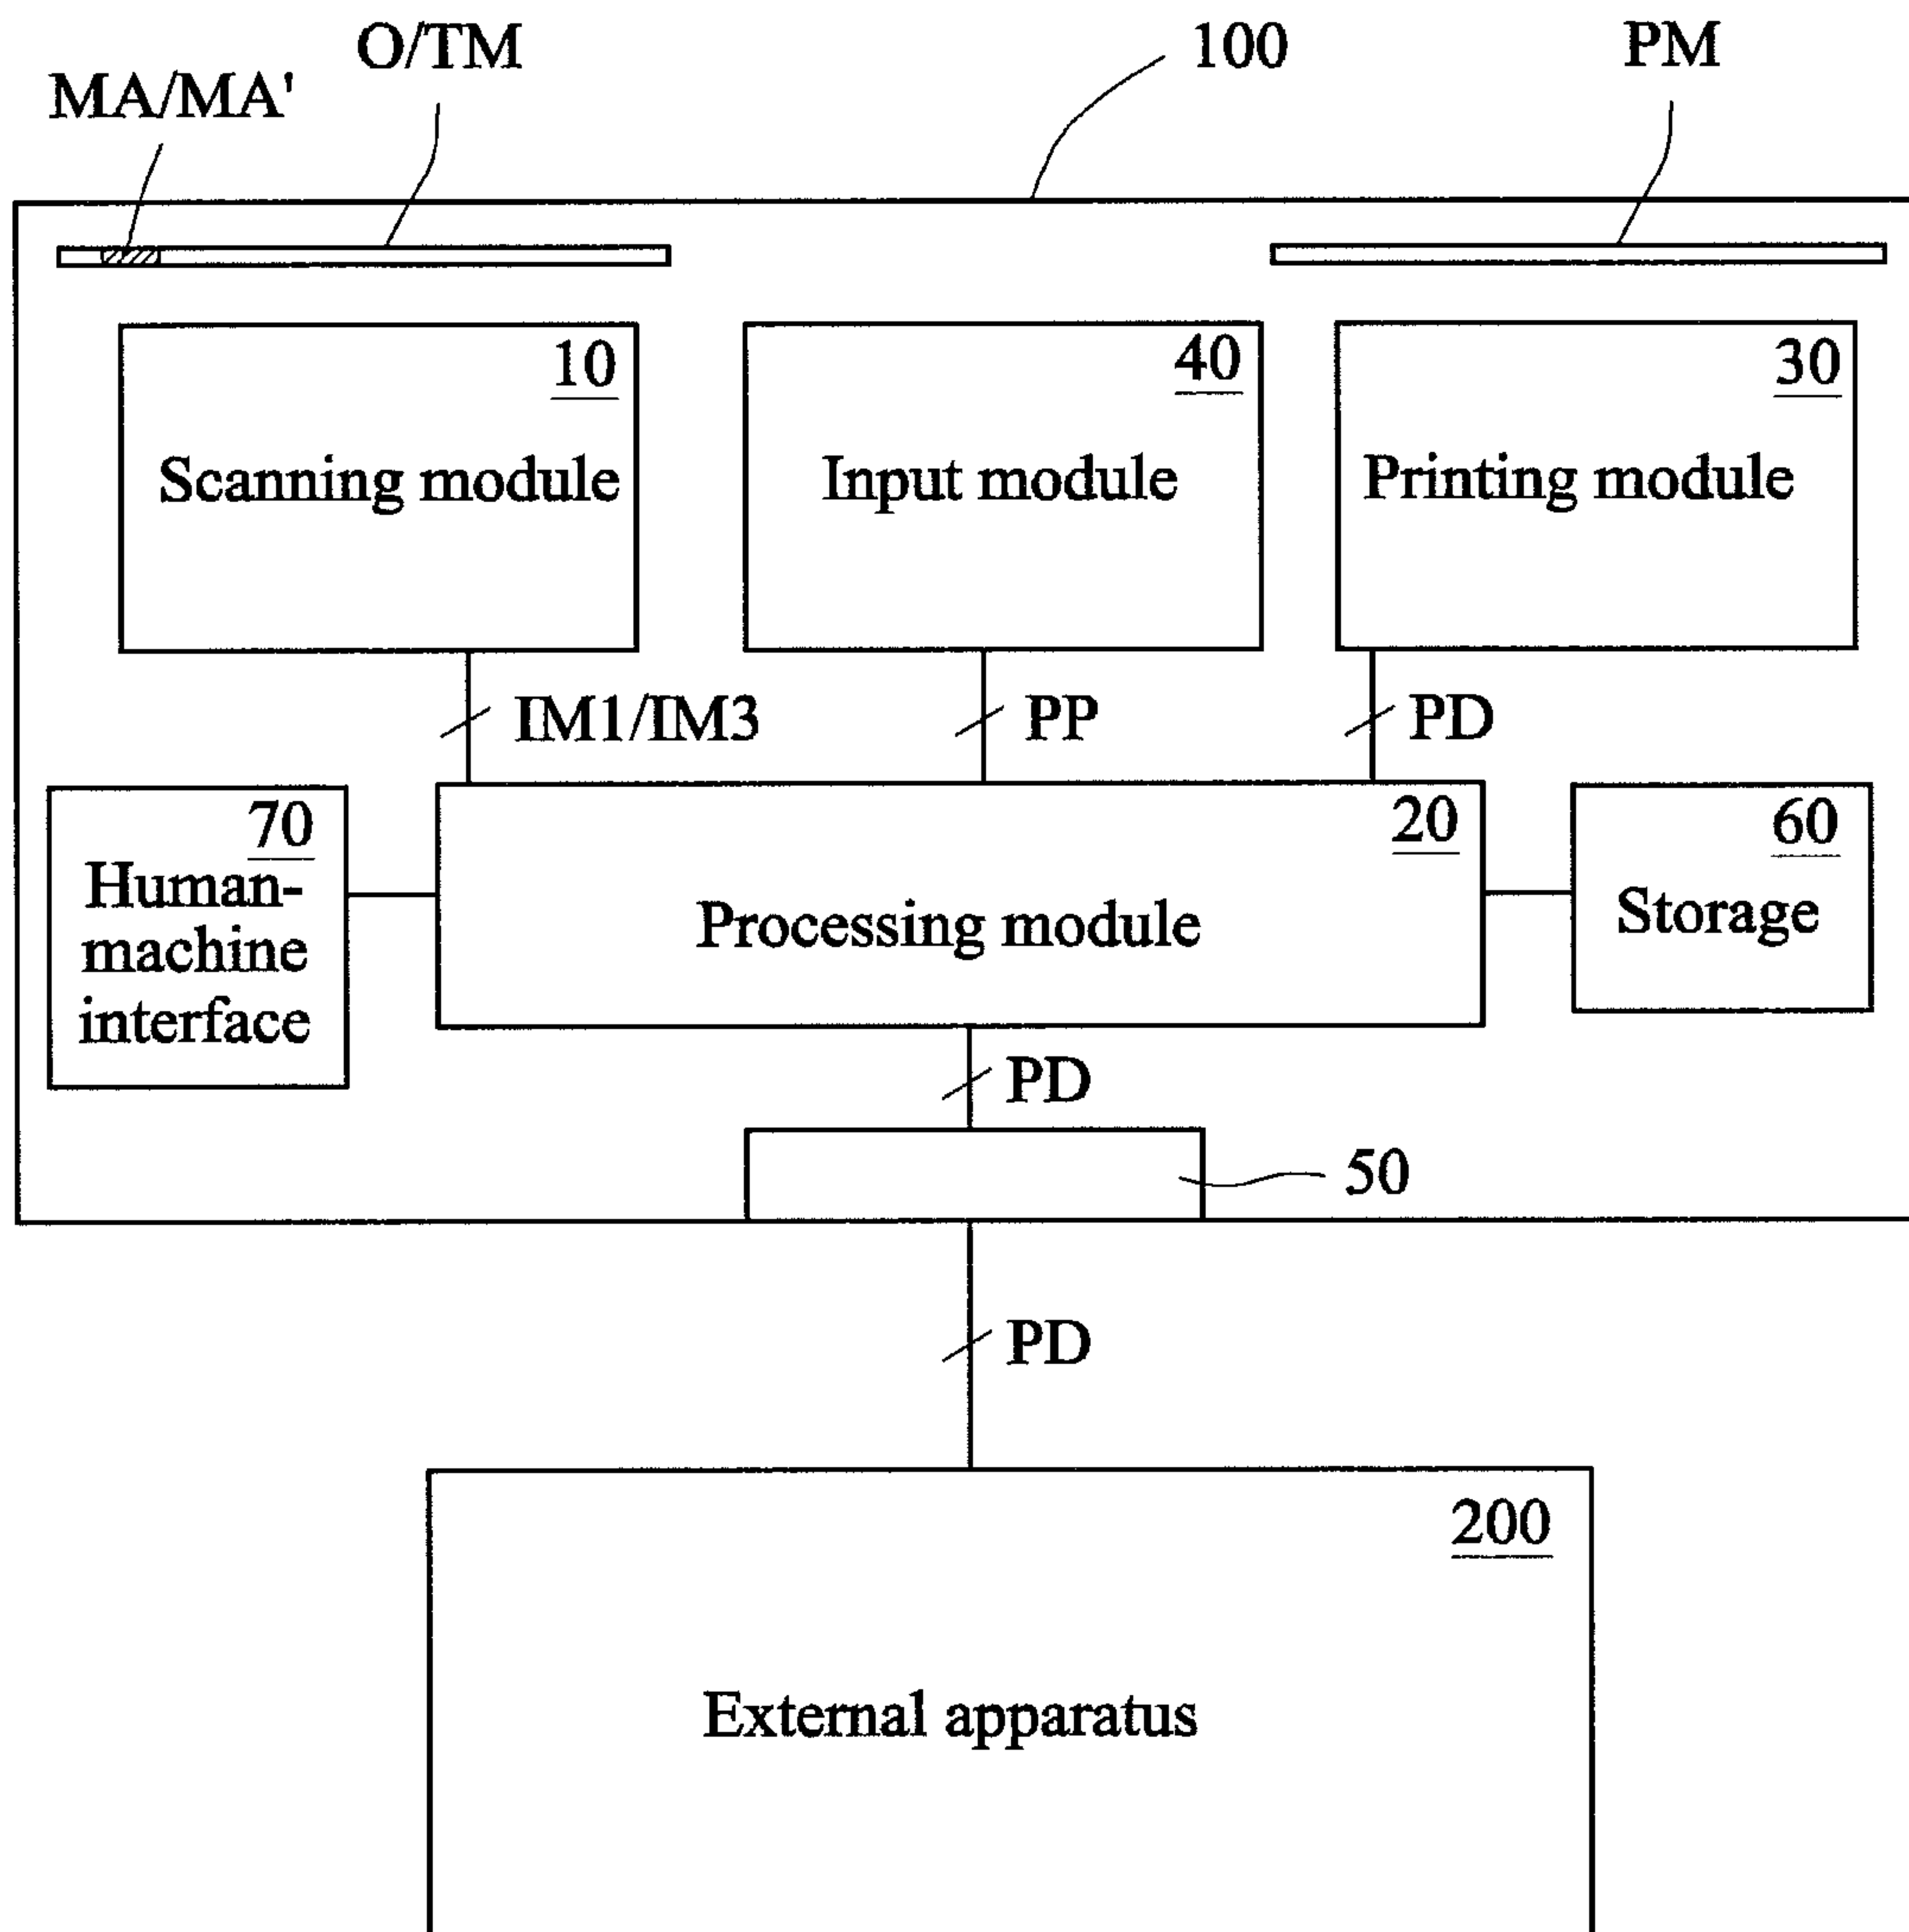 O/TM
100
PM
MA/MA'
10
Scanning module
40
Input module
30
Printing module
IM1/IM3
PP
PD
70
Human-
machine
interface
20
Processing module
60
Storage
PD
50
PD
200
External apparatus